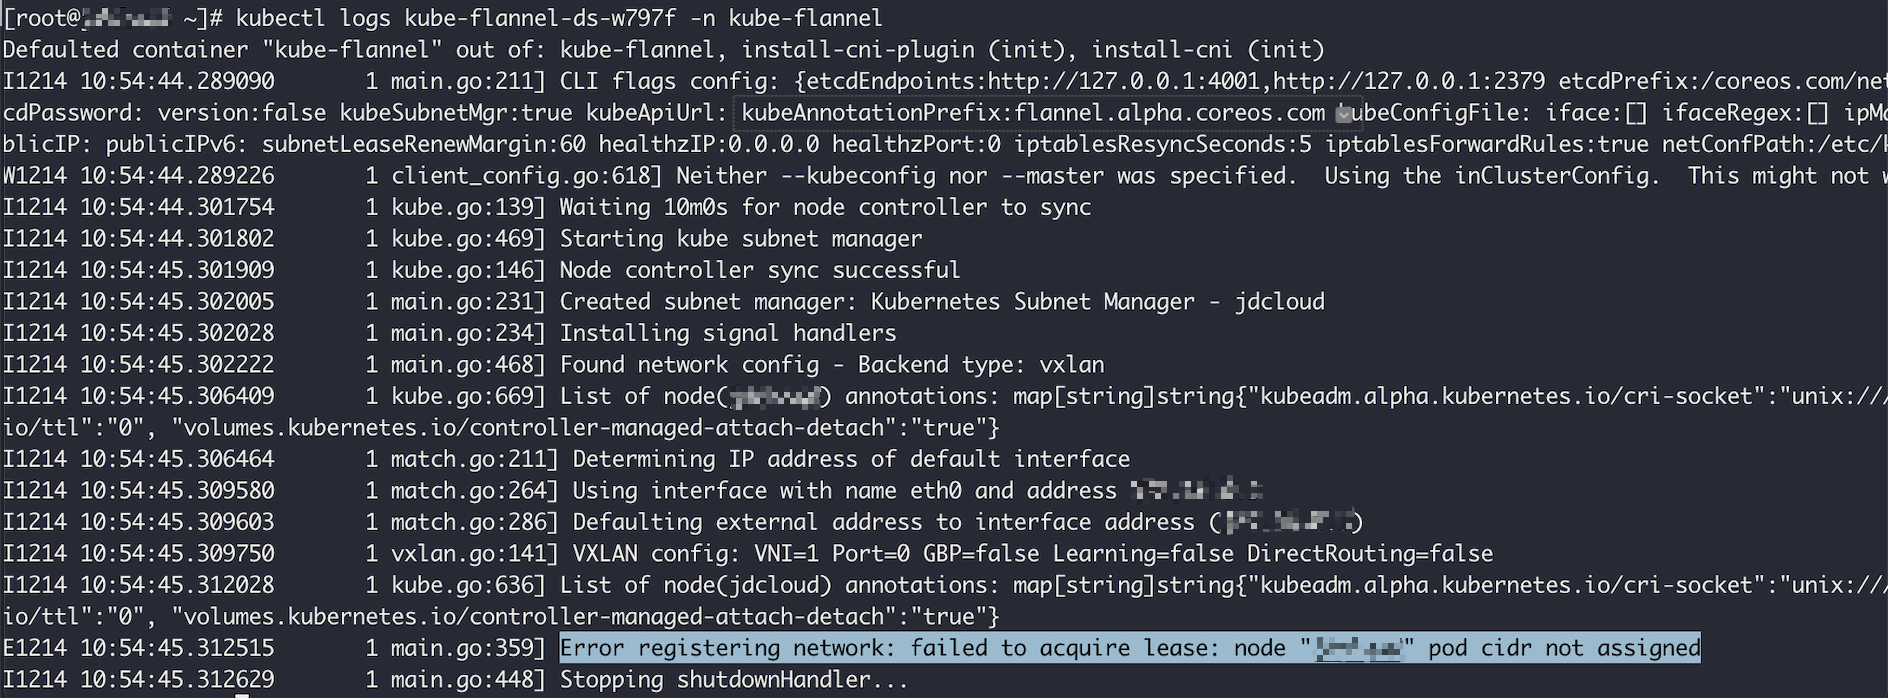 [root@ ~]# kubectl logs kube-flannel-ds-w797f -n kube-flannel
Defaulted container "kube-flannel" out of: kube-flannel, install-cni-plugin (init), install-cni (init)
I1214 10:54:44.289090       1 main.go:211] CLI flags config: {etcdEndpoints:http://127.0.0.1:4001,http://127.0.0.1:2379 etcdPrefix:/coreos.com/net
cdPassword: version:false kubeSubnetMgr:true kubeApiUrl: kubeAnnotationPrefix:flannel.alpha.coreos.com ubeConfigFile: iface:[] ifaceRegex:[] ipMa
blicIP: publicIPv6: subnetLeaseRenewMargin:60 healthzIP:0.0.0.0 healthzPort:0 iptablesResyncSeconds:5 iptablesForwardRules:true netConfPath:/etc/k
W1214 10:54:44.289226       1 client_config.go:618] Neither --kubeconfig nor --master was specified.  Using the inClusterConfig.  This might not w
I1214 10:54:44.301754       1 kube.go:139] Waiting 10m0s for node controller to sync
I1214 10:54:44.301802       1 kube.go:469] Starting kube subnet manager
I1214 10:54:45.301909       1 kube.go:146] Node controller sync successful
I1214 10:54:45.302005       1 main.go:231] Created subnet manager: Kubernetes Subnet Manager - jdcloud
I1214 10:54:45.302028       1 main.go:234] Installing signal handlers
I1214 10:54:45.302222       1 main.go:468] Found network config - Backend type: vxlan
I1214 10:54:45.306409       1 kube.go:669] List of node() annotations: map[string]string{"kubeadm.alpha.kubernetes.io/cri-socket":"unix:///
io/ttl":"0", "volumes.kubernetes.io/controller-managed-attach-detach":"true"}
I1214 10:54:45.306464       1 match.go:211] Determining IP address of default interface
I1214 10:54:45.309580       1 match.go:264] Using interface with name eth0 and address
I1214 10:54:45.309603       1 match.go:286] Defaulting external address to interface address ()
I1214 10:54:45.309750       1 vxlan.go:141] VXLAN config: VNI=1 Port=0 GBP=false Learning=false DirectRouting=false
I1214 10:54:45.312028       1 kube.go:636] List of node(jdcloud) annotations: map[string]string{"kubeadm.alpha.kubernetes.io/cri-socket":"unix:///
io/ttl":"0", "volumes.kubernetes.io/controller-managed-attach-detach":"true"}
E1214 10:54:45.312515       1 main.go:359] Error registering network: failed to acquire lease: node "" pod cidr not assigned
I1214 10:54:45.312629       1 main.go:448] Stopping shutdownHandler...